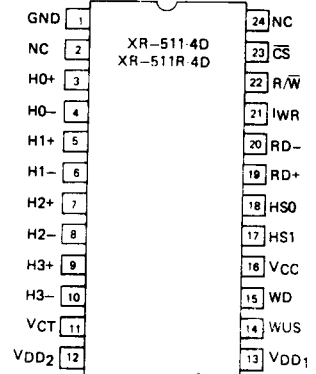 GND 1
NC 2
H0+ 3
H0− 4
H1+ 5
H1− 6
H2+ 7
H2− 8
H3+ 9
H3− 10
VCT 11
VDD2 12
XR−511-4D
XR−511R-4D
24 NC
23 C̅S̅
22 R/W̅
21 IWR
20 RD−
19 RD+
18 HS0
17 HS1
16 VCC
15 WD
14 WUS
13 VDD1